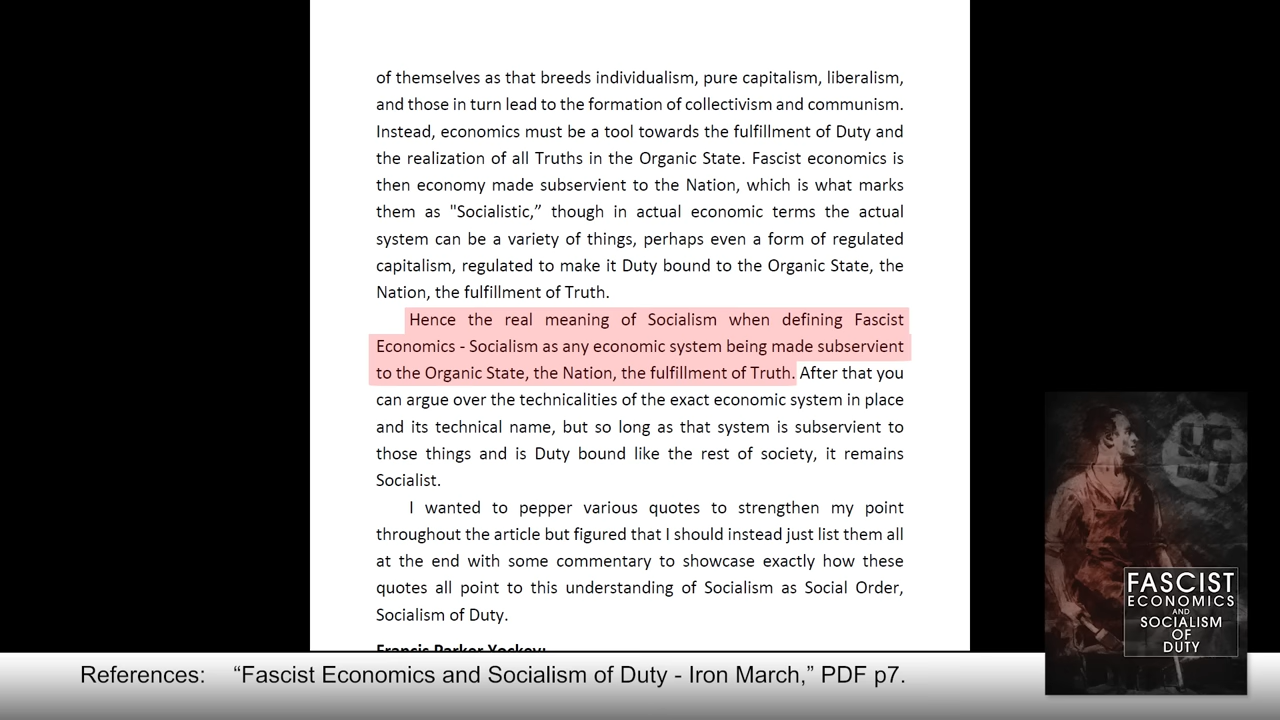 of themselves as that breeds individualism, pure capitalism, liberalism,
and those in turn lead to the formation of collectivism and communism.
Instead, economics must be a tool towards the fulfillment of Duty and
the realization of all Truths in the Organic State. Fascist economics is
then economy made subservient to the Nation, which is what marks
them as "Socialistic,” though in actual economic terms the actual
system can be a variety of things, perhaps even a form of regulated
capitalism, regulated to make it Duty bound to the Organic State, the
Nation, the fulfillment of Truth.
Hence the real meaning of Socialism when defining Fascist
Economics - Socialism as any economic system being made subservient
to the Organic State, the Nation, the fulfillment of Truth. After that you
can argue over the technicalities of the exact economic system in place
and its technical name, but so long as that system is subservient to
those things and is Duty bound like the rest of society, it remains
Socialist.
I wanted to pepper various quotes to strengthen my point
throughout the article but figured that I should instead just list them all
at the end with some commentary to showcase exactly how these
quotes all point to this understanding of Socialism as Social Order,
Socialism of Duty.
Francis Parker Yockey:
FASCIST
ECONOMICS
AND
SOCIALISM
OF
DUTY
References: “Fascist Economics and Socialism of Duty - Iron March,” PDF p7.